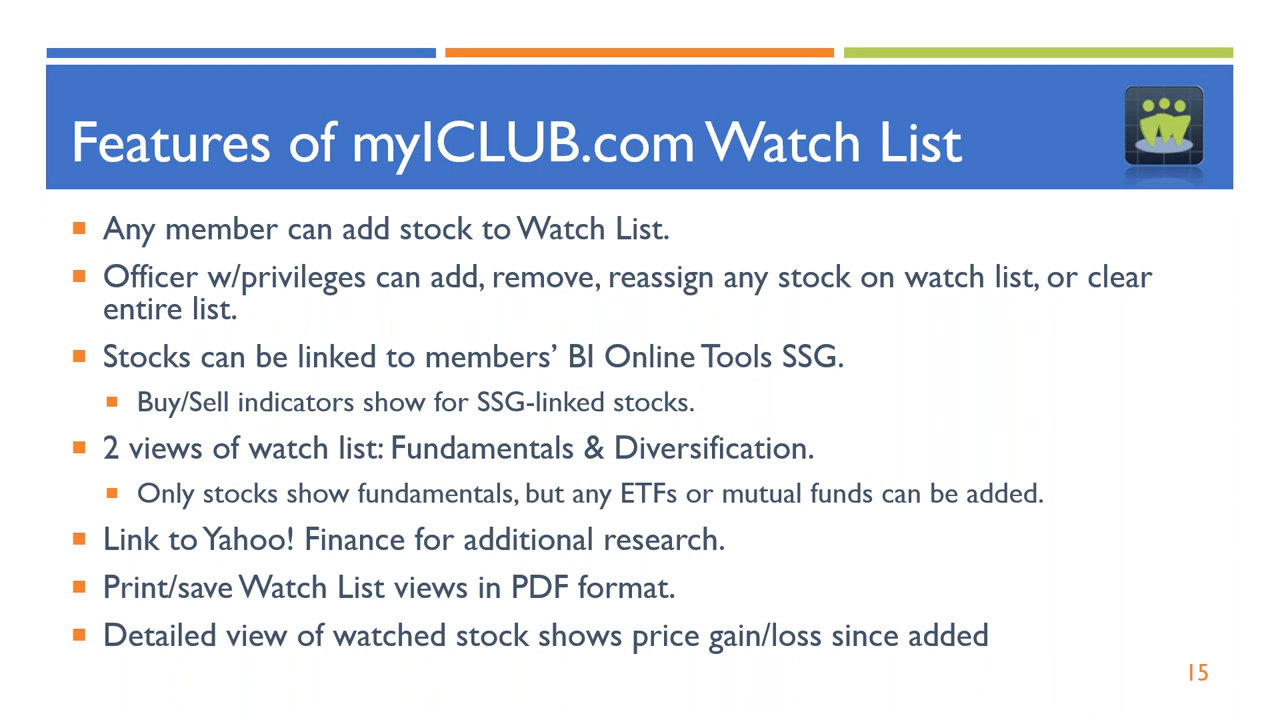 Features of myICLUB.com Watch List
Any member can add stock to Watch List.
Officer w/privileges can add, remove, reassign any stock on watch list, or clear
entire list.
Stocks can be linked to members’ BI Online Tools SSG.
Buy/Sell indicators show for SSG-linked stocks.
2 views of watch list: Fundamentals & Diversification.
Only stocks show fundamentals, but any ETFs or mutual funds can be added.
Link to Yahoo! Finance for additional research.
Print/save Watch List views in PDF format.
Detailed view of watched stock shows price gain/loss since added
15